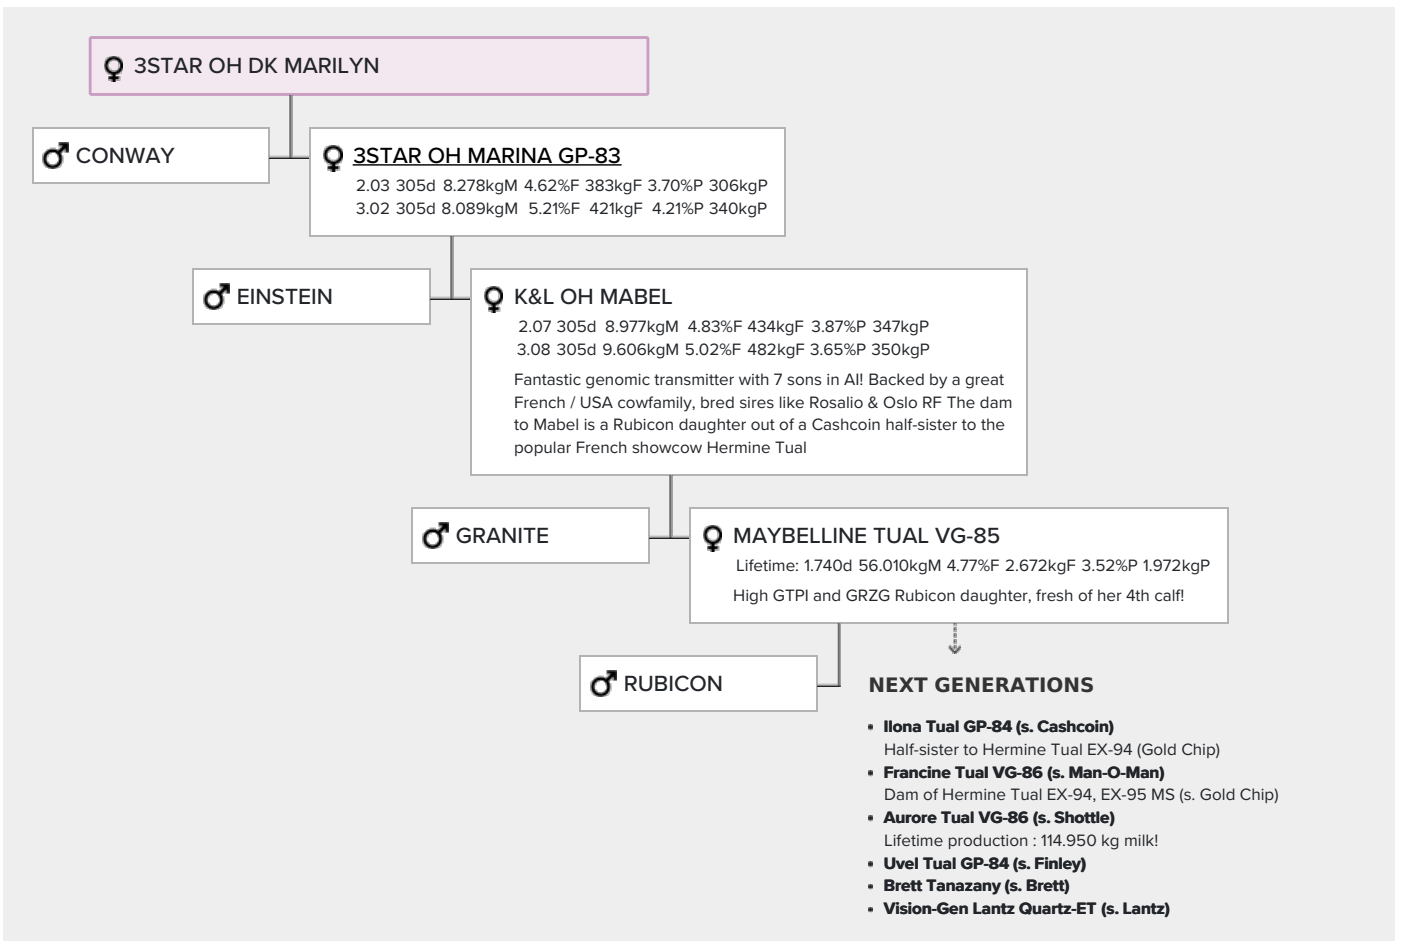 3STAR OH DK MARILYN
CONWAY
3STAR OH MARINA GP-83
2.03 305d 8.278kgM 4.62%F 383kgF 3.70%P 306kgP
3.02 305d 8.089kgM 5.21%F 421kgF 4.21%P 340kgP
EINSTEIN
K&L OH MABEL
2.07 305d 8.977kgM 4.83%F 434kgF 3.87%P 347kgP
3.08 305d 9.606kgM 5.02%F 482kgF 3.65%P 350kgP
Fantastic genomic transmitter with 7 sons in AI! Backed by a great
French / USA cowfamily, bred sires like Rosalio & Oslo RF The dam
to Mabel is a Rubicon daughter out of a Cashcoin half-sister to the
popular French showcow Hermine Tual
GRANITE
MAYBELLINE TUAL VG-85
Lifetime: 1.740d 56.010kgM 4.77%F 2.672kgF 3.52%P 1.972kgP
High GTPI and GRZG Rubicon daughter, fresh of her 4th calf!
RUBICON
NEXT GENERATIONS
• Ilona Tual GP-84 (s. Cashcoin)
Half-sister to Hermine Tual EX-94 (Gold Chip)
• Francine Tual VG-86 (s. Man-O-Man)
Dam of Hermine Tual EX-94, EX-95 MS (s. Gold Chip)
• Aurore Tual VG-86 (s. Shottle)
Lifetime production : 114.950 kg milk!
• Uvel Tual GP-84 (s. Finley)
• Brett Tanazany (s. Brett)
• Vision-Gen Lantz Quartz-ET (s. Lantz)